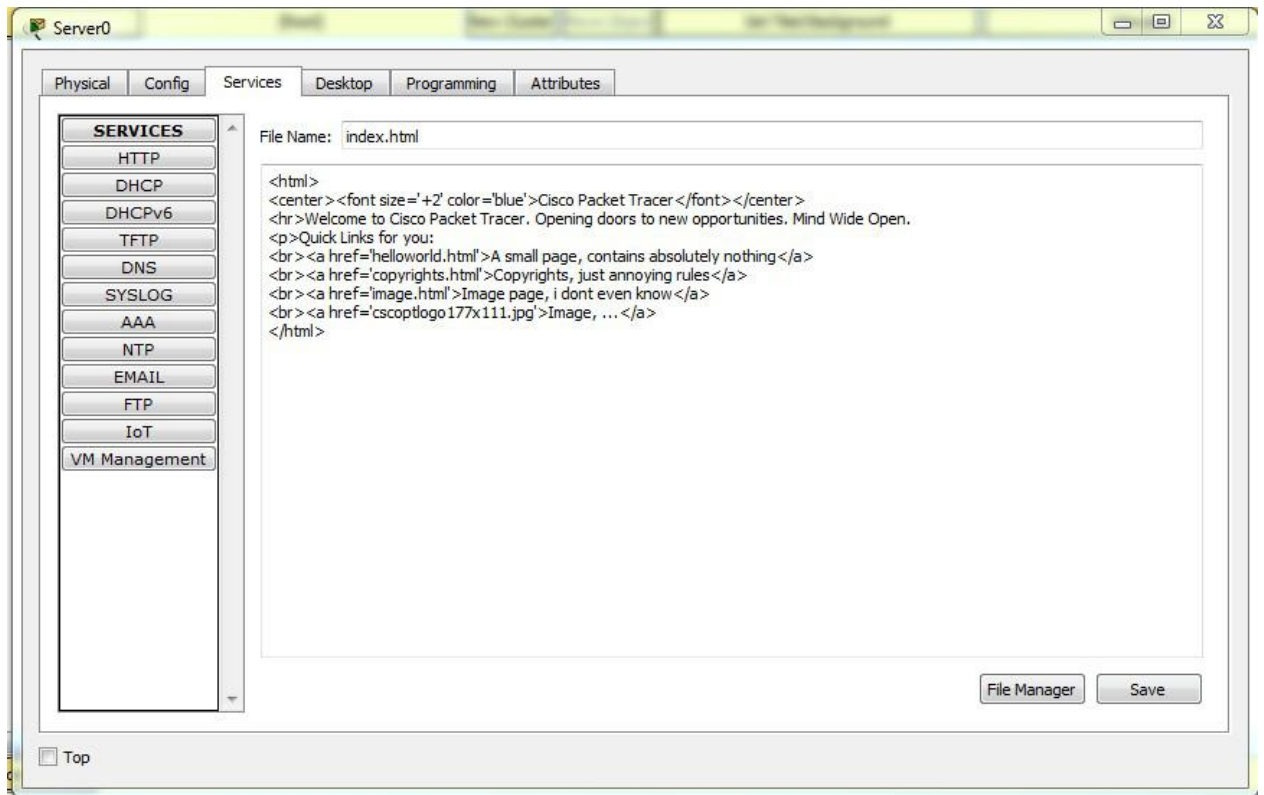 Server0
Physical Config Services Desktop Programming Attributes
SERVICES
HTTP
DHCP
DHCPv6
TFTP
DNS
SYSLOG
AAA
NTP
EMAIL
FTP
IoT
VM Management
File Name: index.html
<html>
<center><font size='+2' color='blue'>Cisco Packet Tracer</font></center>
<hr>Welcome to Cisco Packet Tracer. Opening doors to new opportunities. Mind Wide Open.
<p>Quick Links for you:
<br><a href='helloworld.html'>A small page, contains absolutely nothing</a>
<br><a href='copyrights.html'>Copyrights, just annoying rules</a>
<br><a href='image.html'>Image page, i dont even know</a>
<br><a href='cscoptlogo177x111.jpg'>Image, ...</a>
</html>
File Manager Save
Top